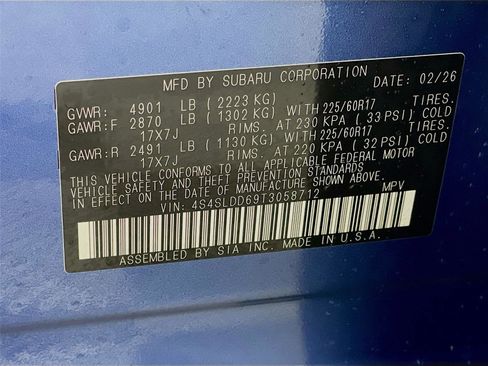 MFD BY SUBARU CORPORATION DATE: 02/26
GVWR: 4901 LB ( 2223 KG)
GAWR: F 2870 LB ( 1302 KG) WITH 225/60R17 TIRES.
17X7J RIMS. AT 230 KPA ( 33 PSI) COLD
GAWR: R 2491 LB ( 1130 KG) WITH 225/60R17 TIRES.
17X7J RIMS. AT 220 KPA ( 32 PSI) COLD
THIS VEHICLE CONFORMS TO ALL APPLICABLE FEDERAL MOTOR
VEHICLE SAFETY AND THEFT PREVENTION STANDARDS
IN EFFECT ON THE DATE OF MANUFACTURE SHOWN ABOVE.
VIN: 4S4SLDD69T3058712 MPV
ASSEMBLED BY SIA INC. MADE IN U.S.A.